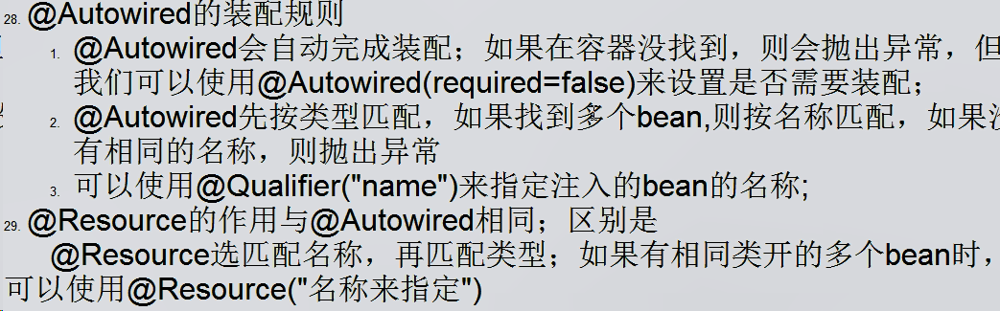 28. @Autowired的装配规则
1. @Autowired会自动完成装配；如果在容器没找到，则会抛出异常，但
我们可以使用@Autowired(required=false)来设置是否需要装配；
2. @Autowired先按类型匹配，如果找到多个bean,则按名称匹配，如果没
有相同的名称，则抛出异常
3. 可以使用@Qualifier("name")来指定注入的bean的名称;
29. @Resource的作用与@Autowired相同；区别是
@Resource选匹配名称，再匹配类型；如果有相同类开的多个bean时，
可以使用@Resource("名称来指定")